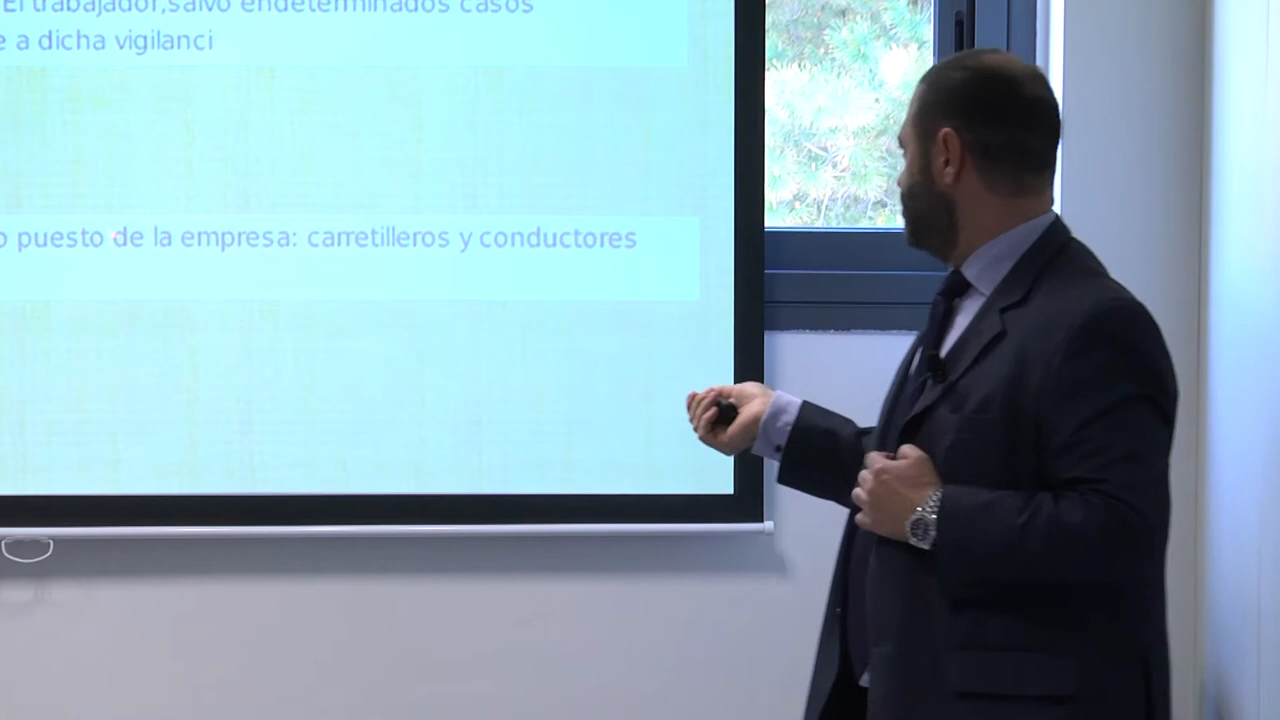 El trabajador,salvo endeterminados casos
e a dicha vigilanci
o puesto de la empresa: carretilleros y conductores